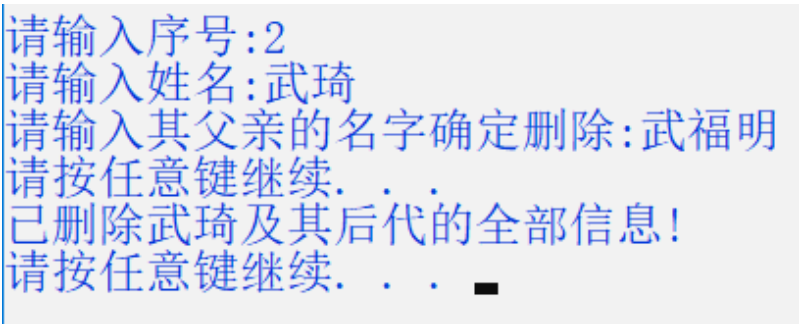 请输入序号:2
请输入姓名:武琦
请输入其父亲的名字确定删除:武福明
请按任意键继续. . .
已删除武琦及其后代的全部信息!
请按任意键继续. . .